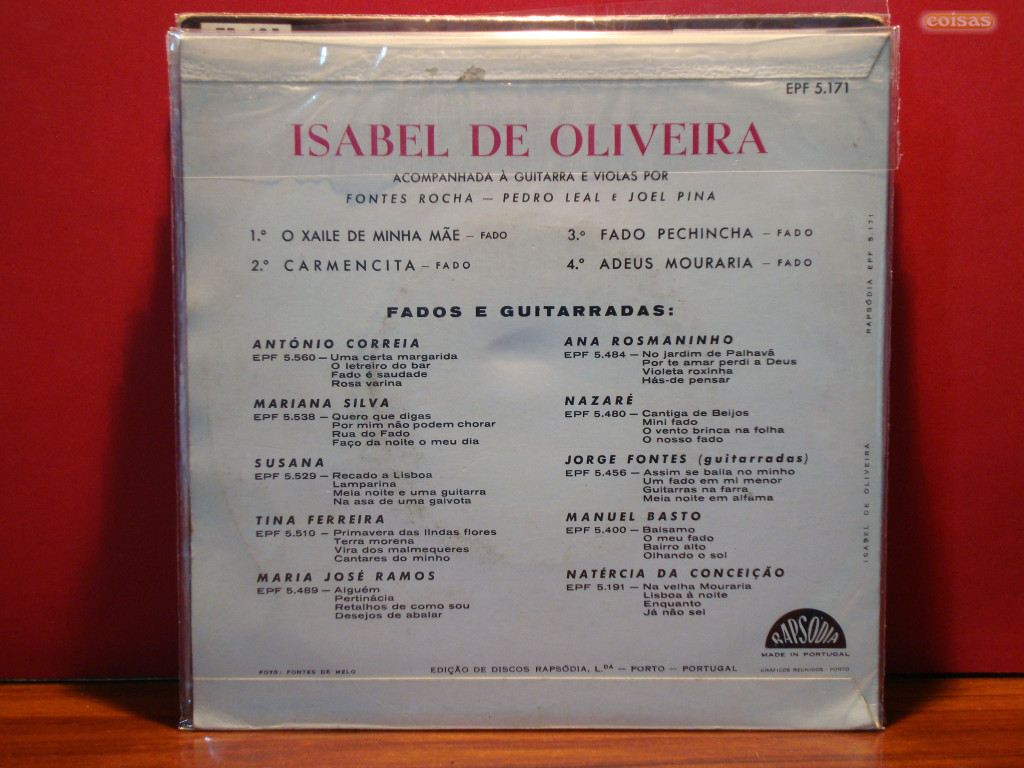 coisas
EPF 5.171
ISABEL DE OLIVEIRA
ACOMPANHADA À GUITARRA E VIOLAS POR
FONTES ROCHA — PEDRO LEAL E JOEL PINA
1.º O XAILE DE MINHA MÃE — FADO
2.º CARMENCITA — FADO
3.º FADO PECHINCHA — FADO
4.º ADEUS MOURARIA — FADO
FADOS E GUITARRADAS:
ANTÓNIO CORREIA
EPF 5.560 — Uma certa margarida
O letreiro do bar
Fado é saudade
Rosa varina
MARIANA SILVA
EPF 5.538 — Quero que digas
Por mim não podem chorar
Rua do Fado
Faço da noite o meu dia
SUSANA
EPF 5.529 — Recado a Lisboa
Lamparina
Meia noite e uma guitarra
Na asa de uma gaivota
TINA FERREIRA
EPF 5.510 — Primavera das lindas flores
Terra morena
Vira dos malmequeres
Cantares do minho
MARIA JOSÉ RAMOS
EPF 5.489 — Alguém
Pertinácia
Retalhos de como sou
Desejos de abalar
ANA ROSMANINHO
EPF 5.484 — No jardim de Palhavã
Por te amar perdi a Deus
Violeta roxinha
Hás-de pensar
NAZARÉ
EPF 5.480 — Cantiga de Beijos
Mini fado
O vento brinca na folha
O nosso fado
JORGE FONTES (guitarradas)
EPF 5.456 — Assim se baila no minho
Um fado em mi menor
Guitarras na farra
Meia noite em alfama
MANUEL BASTO
EPF 5.400 — Balsamo
O meu fado
Bairro alto
Olhando o sol
NATÉRCIA DA CONCEIÇÃO
EPF 5.191 — Na velha Mouraria
Lisboa à noite
Enquanto
Já não sei
RAPSÓDIA
MADE IN PORTUGAL
FOTO: FONTES DE MELO
EDIÇÃO DE DISCOS RAPSÓDIA, L.DA — PORTO — PORTUGAL
GRÁFICOS REUNIDOS - PORTO
RAPSÓDIA EPF 5.171
ISABEL DE OLIVEIRA